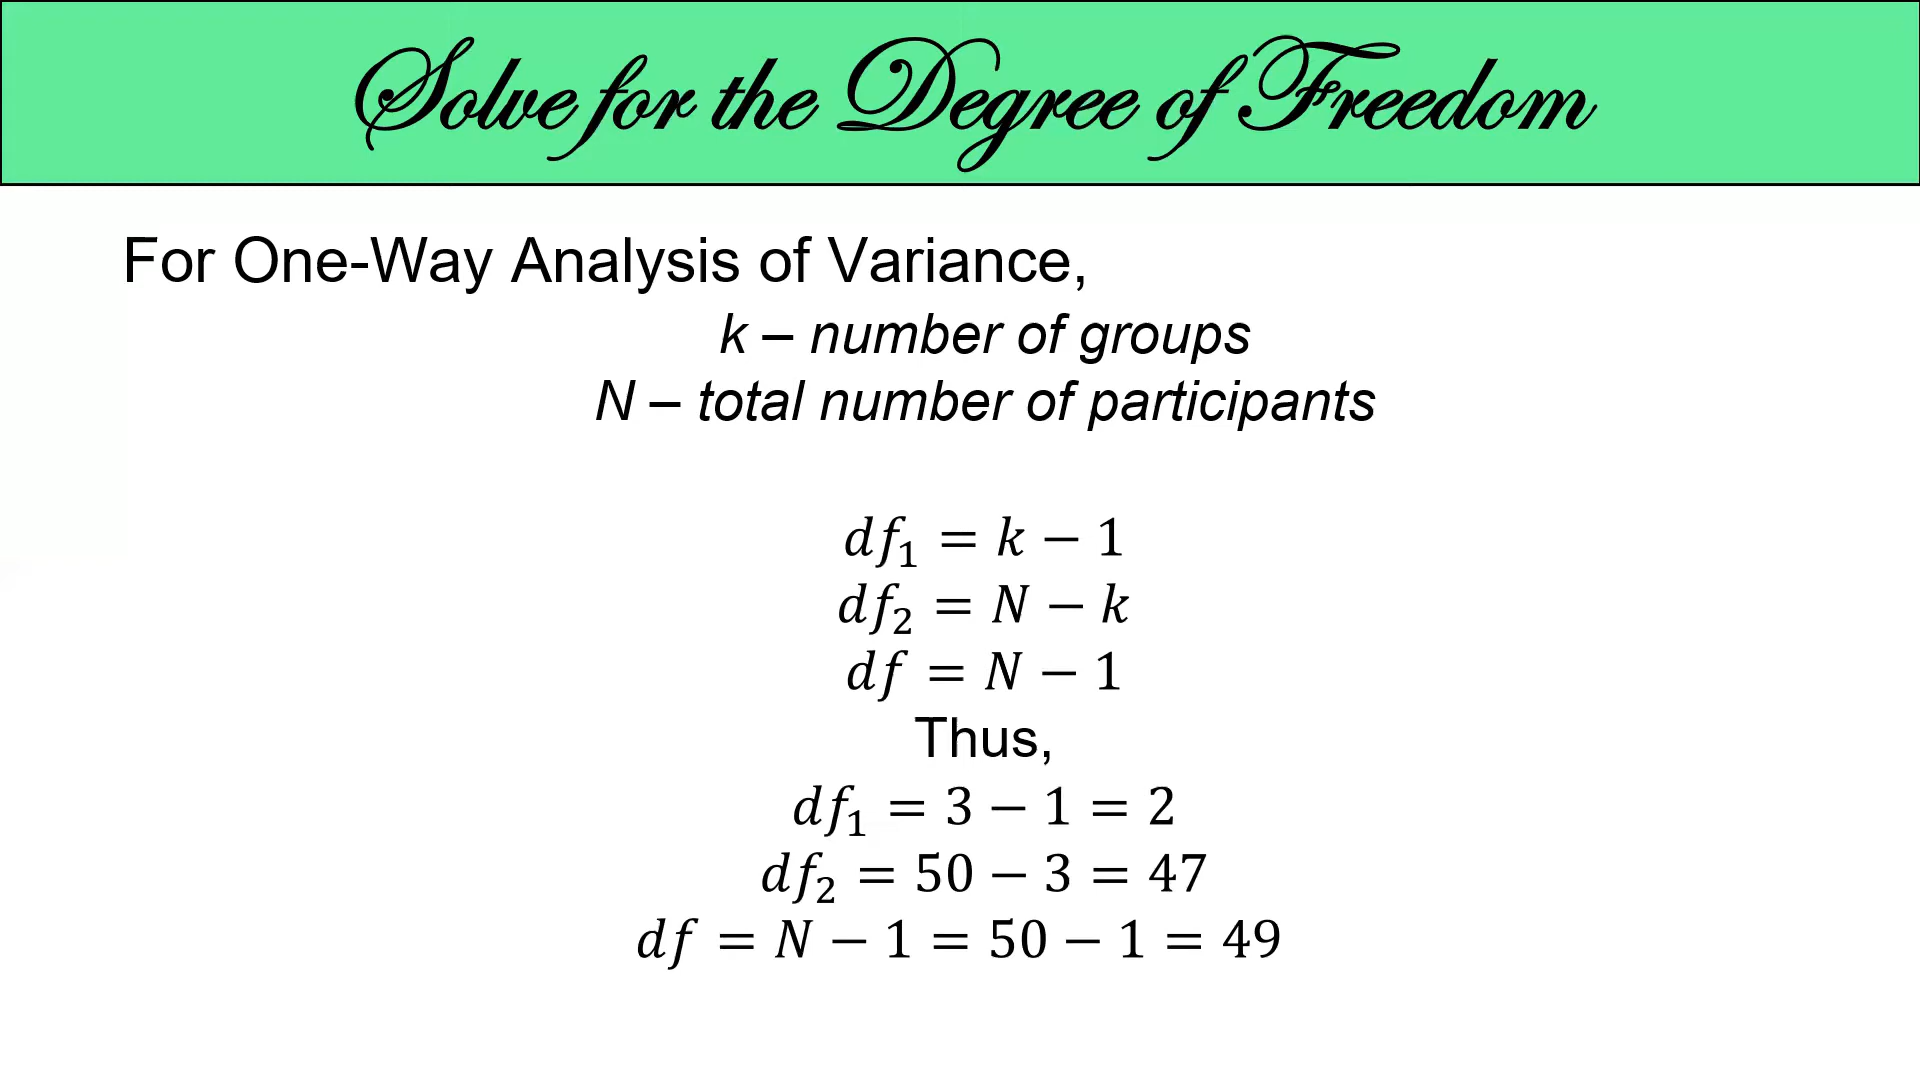 Solve for the Degree of Freedom
For One-Way Analysis of Variance,
k – number of groups
N – total number of participants
𝑑𝑓₁ = 𝑘 − 1
𝑑𝑓₂ = 𝑁 − 𝑘
𝑑𝑓 = 𝑁 − 1
Thus,
𝑑𝑓₁ = 3 − 1 = 2
𝑑𝑓₂ = 50 − 3 = 47
𝑑𝑓 = 𝑁 − 1 = 50 − 1 = 49